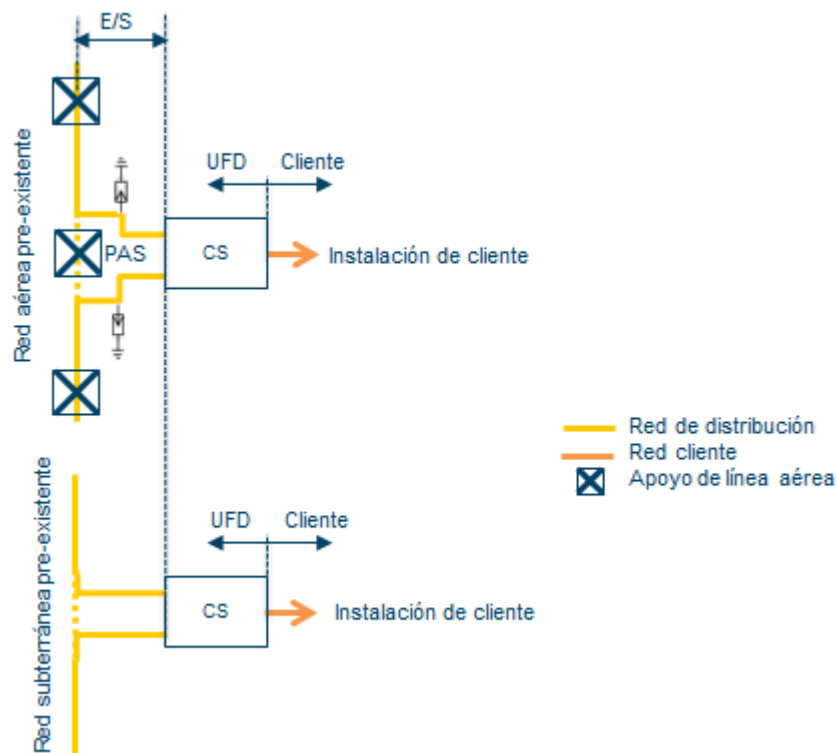 E/S
Red aérea pre-existente
UFD
Cliente
PAS
CS
Instalación de cliente
Red de distribución
Red cliente
Apoyo de línea aérea
Red subterránea pre-existente
UFD
Cliente
CS
Instalación de cliente